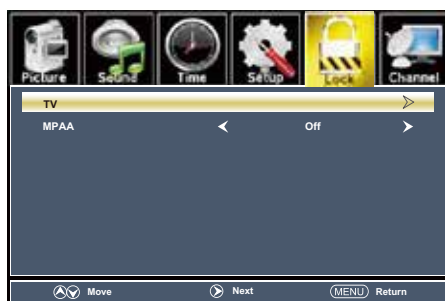 Picture Sound Time Setup Lock Channel
TV
MPAA Off
Move Next MENU Return